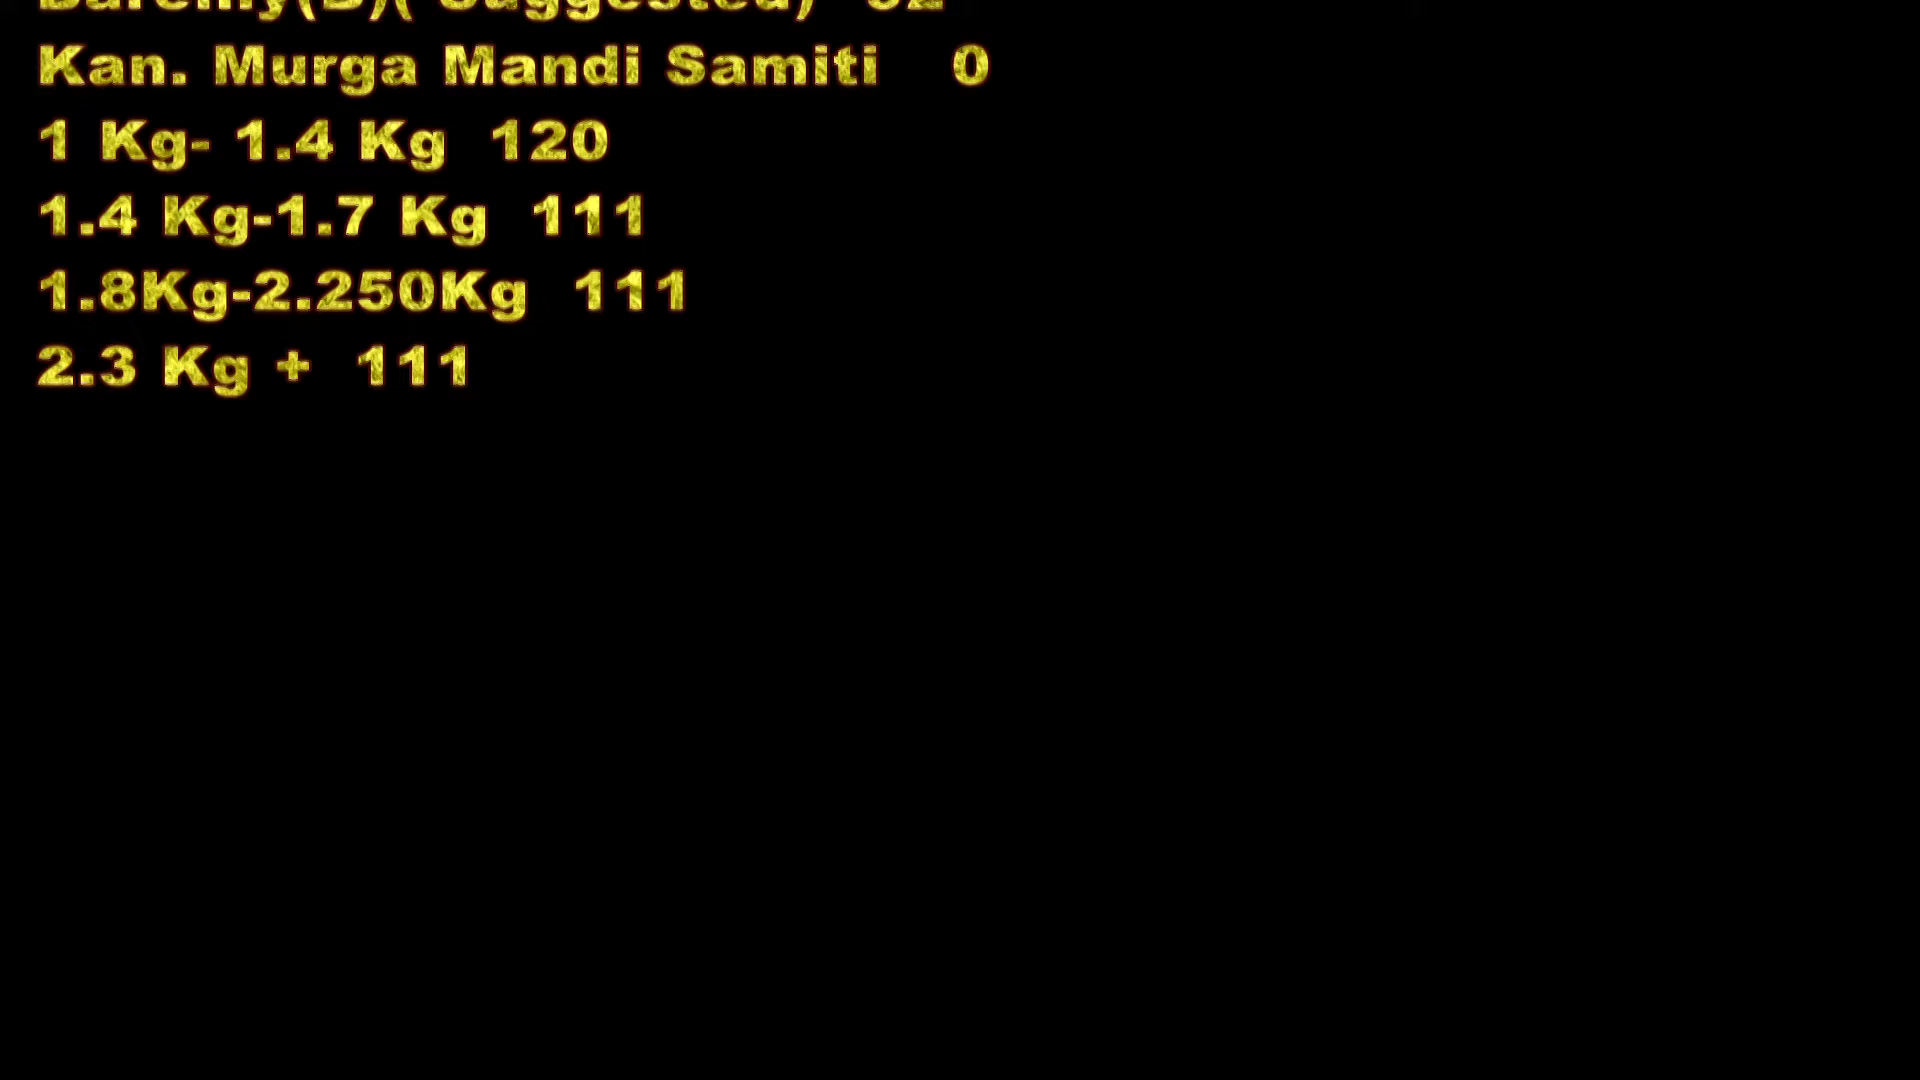 (Suggested)
Kan. Murga Mandi Samiti 0
1 Kg- 1.4 Kg 120
1.4 Kg-1.7 Kg 111
1.8Kg-2.250Kg 111
2.3 Kg + 111